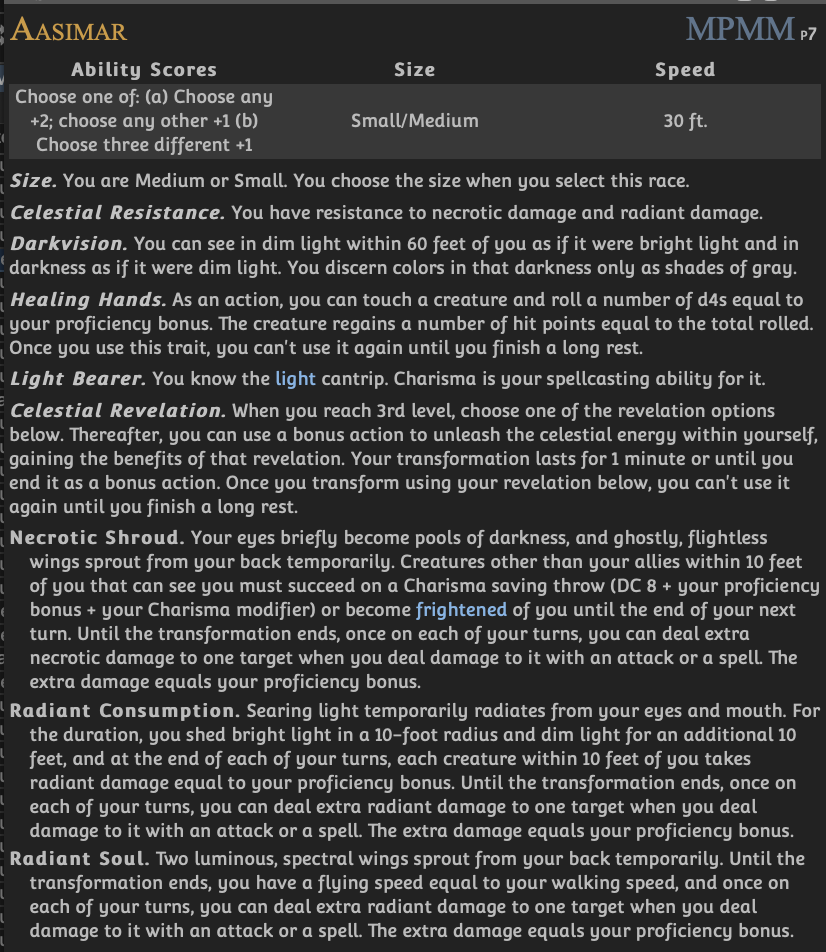 AASIMAR MPMM P7
Ability Scores Size Speed
Choose one of: (a) Choose any
+2; choose any other +1 (b)
Choose three different +1
Small/Medium
30 ft.
Size. You are Medium or Small. You choose the size when you select this race.
Celestial Resistance. You have resistance to necrotic damage and radiant damage.
Darkvision. You can see in dim light within 60 feet of you as if it were bright light and in
darkness as if it were dim light. You discern colors in that darkness only as shades of gray.
Healing Hands. As an action, you can touch a creature and roll a number of d4s equal to
your proficiency bonus. The creature regains a number of hit points equal to the total rolled.
Once you use this trait, you can't use it again until you finish a long rest.
Light Bearer. You know the light cantrip. Charisma is your spellcasting ability for it.
Celestial Revelation. When you reach 3rd level, choose one of the revelation options
below. Thereafter, you can use a bonus action to unleash the celestial energy within yourself,
gaining the benefits of that revelation. Your transformation lasts for 1 minute or until you
end it as a bonus action. Once you transform using your revelation below, you can't use it
again until you finish a long rest.
Necrotic Shroud. Your eyes briefly become pools of darkness, and ghostly, flightless
wings sprout from your back temporarily. Creatures other than your allies within 10 feet
of you that can see you must succeed on a Charisma saving throw (DC 8 + your proficiency
bonus + your Charisma modifier) or become frightened of you until the end of your next
turn. Until the transformation ends, once on each of your turns, you can deal extra
necrotic damage to one target when you deal damage to it with an attack or a spell. The
extra damage equals your proficiency bonus.
Radiant Consumption. Searing light temporarily radiates from your eyes and mouth. For
the duration, you shed bright light in a 10-foot radius and dim light for an additional 10
feet, and at the end of each of your turns, each creature within 10 feet of you takes
radiant damage equal to your proficiency bonus. Until the transformation ends, once on
each of your turns, you can deal extra radiant damage to one target when you deal
damage to it with an attack or a spell. The extra damage equals your proficiency bonus.
Radiant Soul. Two luminous, spectral wings sprout from your back temporarily. Until the
transformation ends, you have a flying speed equal to your walking speed, and once on
each of your turns, you can deal extra radiant damage to one target when you deal
damage to it with an attack or a spell. The extra damage equals your proficiency bonus.